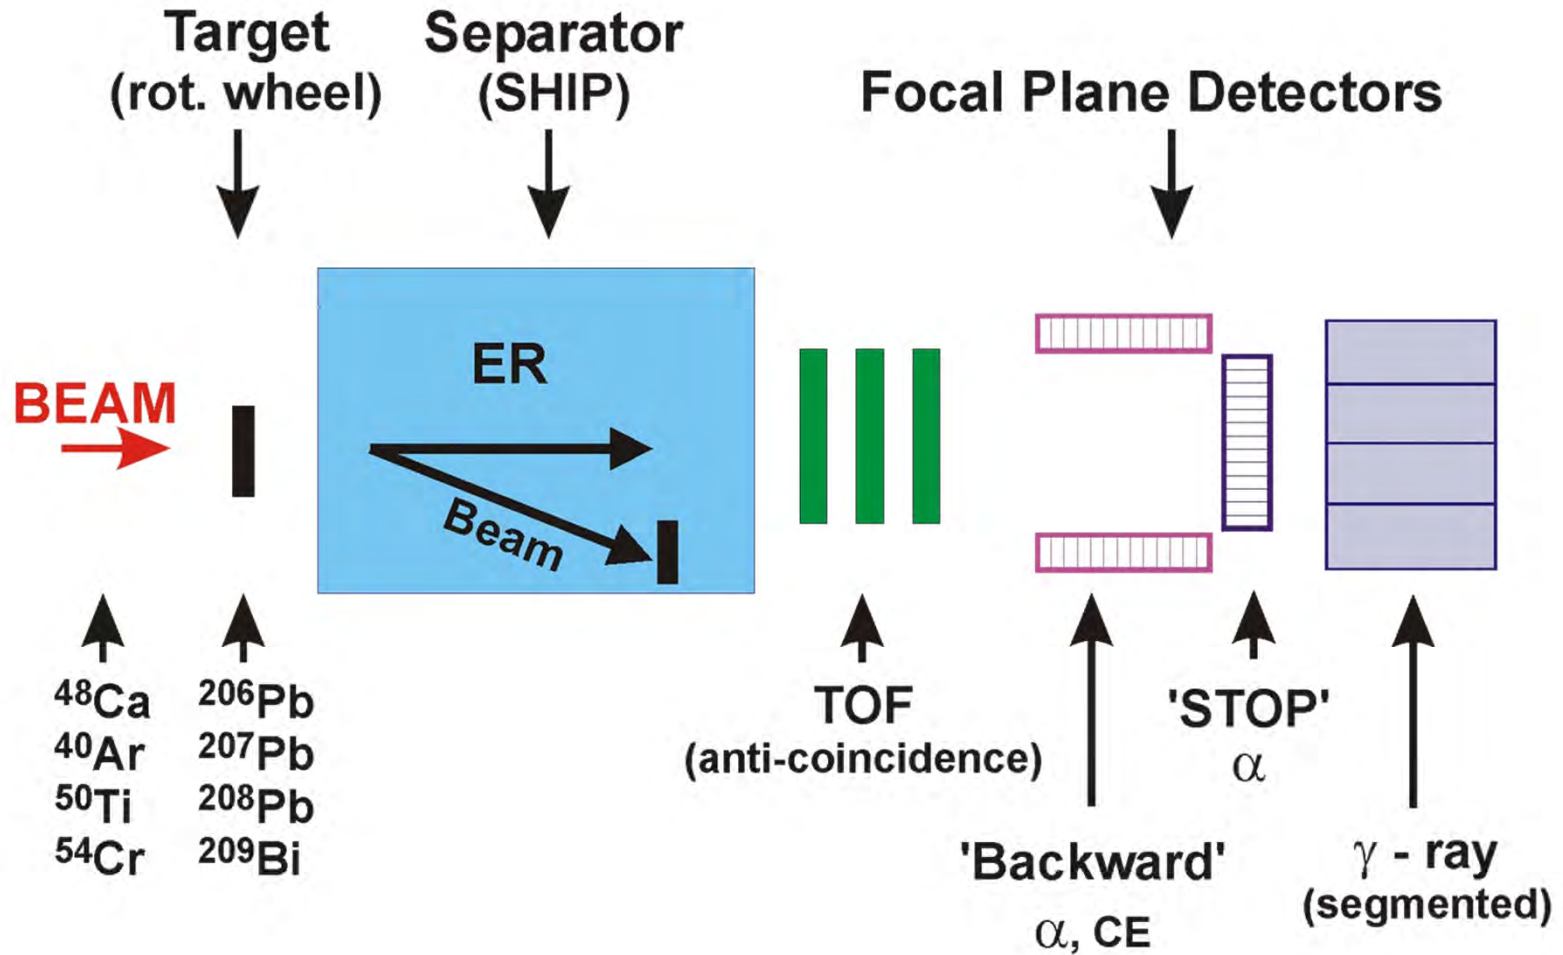 Target
(rot. wheel)
Separator
(SHIP)
Focal Plane Detectors
BEAM
ER
Beam
⁴⁸Ca
⁴⁰Ar
⁵⁰Ti
⁵⁴Cr
²⁰⁶Pb
²⁰⁷Pb
²⁰⁸Pb
²⁰⁹Bi
TOF
(anti-coincidence)
'Backward'
α, CE
'STOP'
α
γ - ray
(segmented)